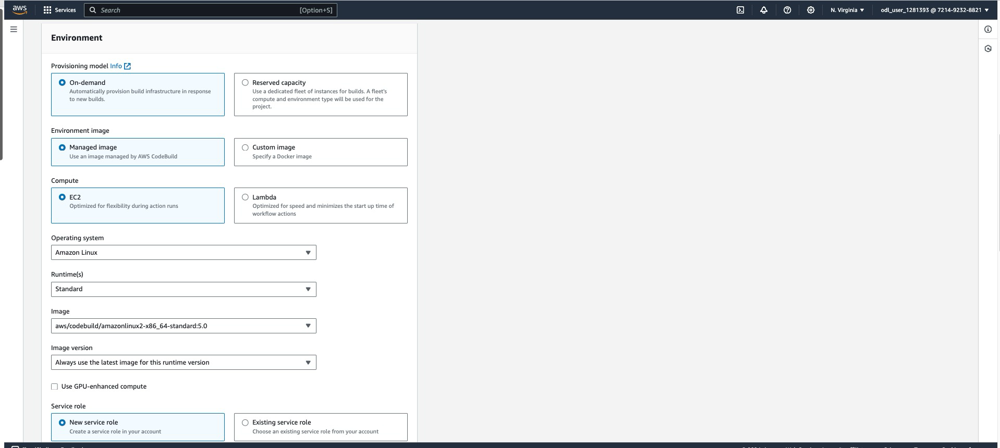 aws
Services
Search
[Option+S]
N. Virginia
odl_user_1281393 @ 7214-9232-8821
Environment
Provisioning model Info
On-demand
Automatically provision build infrastructure in response
to new builds.
Reserved capacity
Use a dedicated fleet of instances for builds. A fleet's
compute and environment type will be used for the
project.
Environment image
Managed image
Use an image managed by AWS CodeBuild
Custom image
Specify a Docker image
Compute
EC2
Optimized for flexibility during action runs
Lambda
Optimized for speed and minimizes the start up time of
workflow actions
Operating system
Amazon Linux
Runtime(s)
Standard
Image
aws/codebuild/amazonlinux2-x86_64-standard:5.0
Image version
Always use the latest image for this runtime version
Use GPU-enhanced compute
Service role
New service role
Create a service role in your account
Existing service role
Choose an existing service role from your account